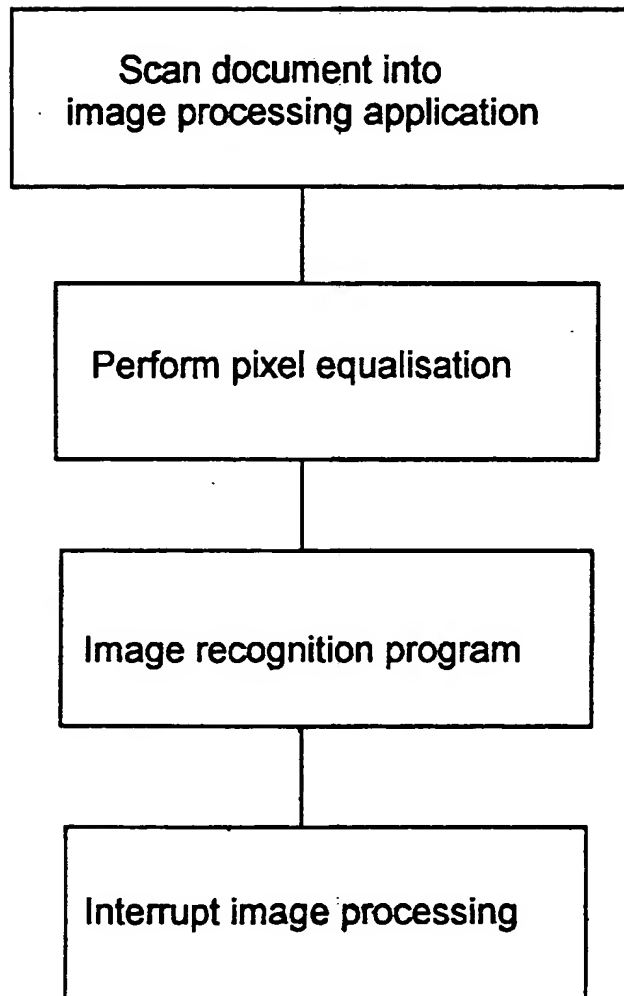 Scan document into
image processing application
Perform pixel equalisation
Image recognition program
Interrupt image processing